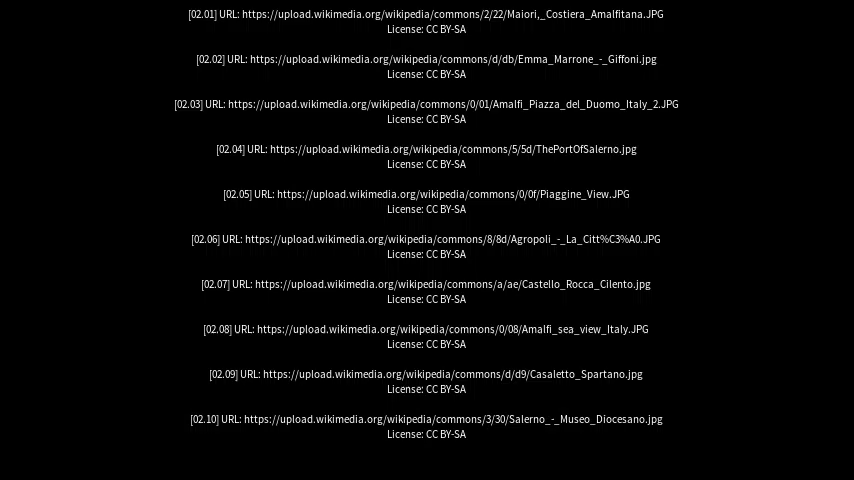 [02.01] URL: https://upload.wikimedia.org/wikipedia/commons/2/22/Maiori,_Costiera_Amalfitana.JPG
License: CC BY-SA
[02.02] URL: https://upload.wikimedia.org/wikipedia/commons/d/db/Emma_Marrone_-_Giffoni.jpg
License: CC BY-SA
[02.03] URL: https://upload.wikimedia.org/wikipedia/commons/0/01/Amalfi_Piazza_del_Duomo_Italy_2.JPG
License: CC BY-SA
[02.04] URL: https://upload.wikimedia.org/wikipedia/commons/5/5d/ThePortOfSalerno.jpg
License: CC BY-SA
[02.05] URL: https://upload.wikimedia.org/wikipedia/commons/0/0f/Piaggine_View.JPG
License: CC BY-SA
[02.06] URL: https://upload.wikimedia.org/wikipedia/commons/8/8d/Agropoli_-_La_Citt%C3%A0.JPG
License: CC BY-SA
[02.07] URL: https://upload.wikimedia.org/wikipedia/commons/a/ae/Castello_Rocca_Cilento.jpg
License: CC BY-SA
[02.08] URL: https://upload.wikimedia.org/wikipedia/commons/0/08/Amalfi_sea_view_Italy.JPG
License: CC BY-SA
[02.09] URL: https://upload.wikimedia.org/wikipedia/commons/d/d9/Casaletto_Spartano.jpg
License: CC BY-SA
[02.10] URL: https://upload.wikimedia.org/wikipedia/commons/3/30/Salerno_-_Museo_Diocesano.jpg
License: CC BY-SA